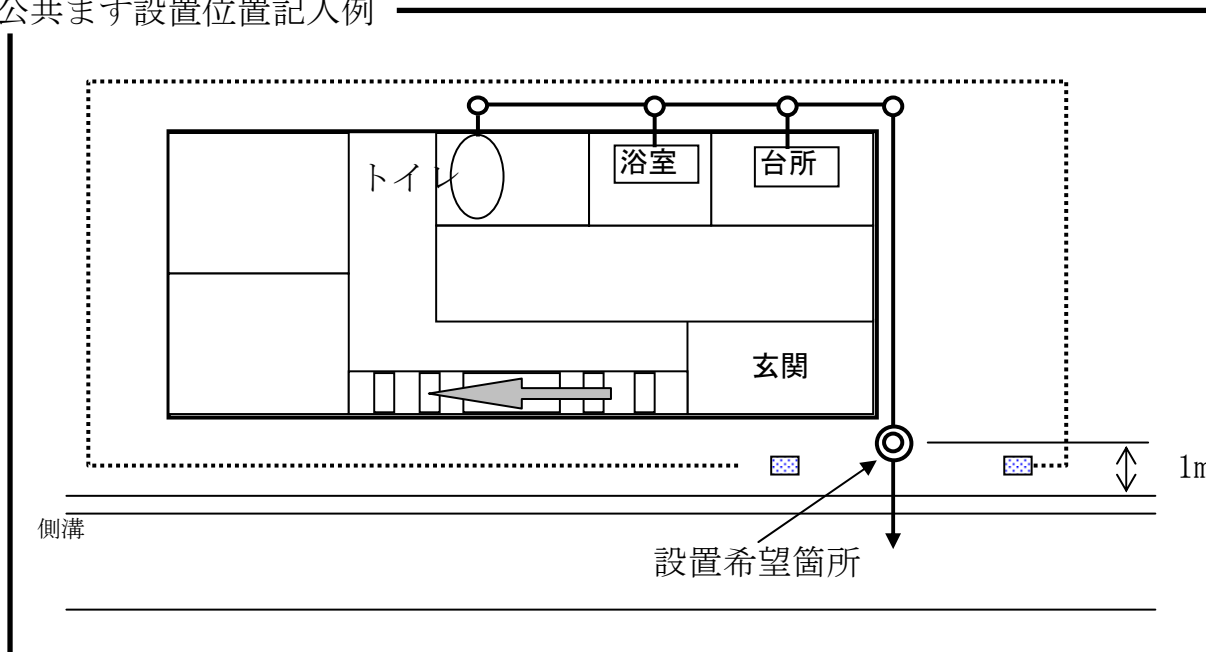 公共ます設置位置記入例
トイレ
浴室
台所
玄関
1m
側溝
設置希望箇所